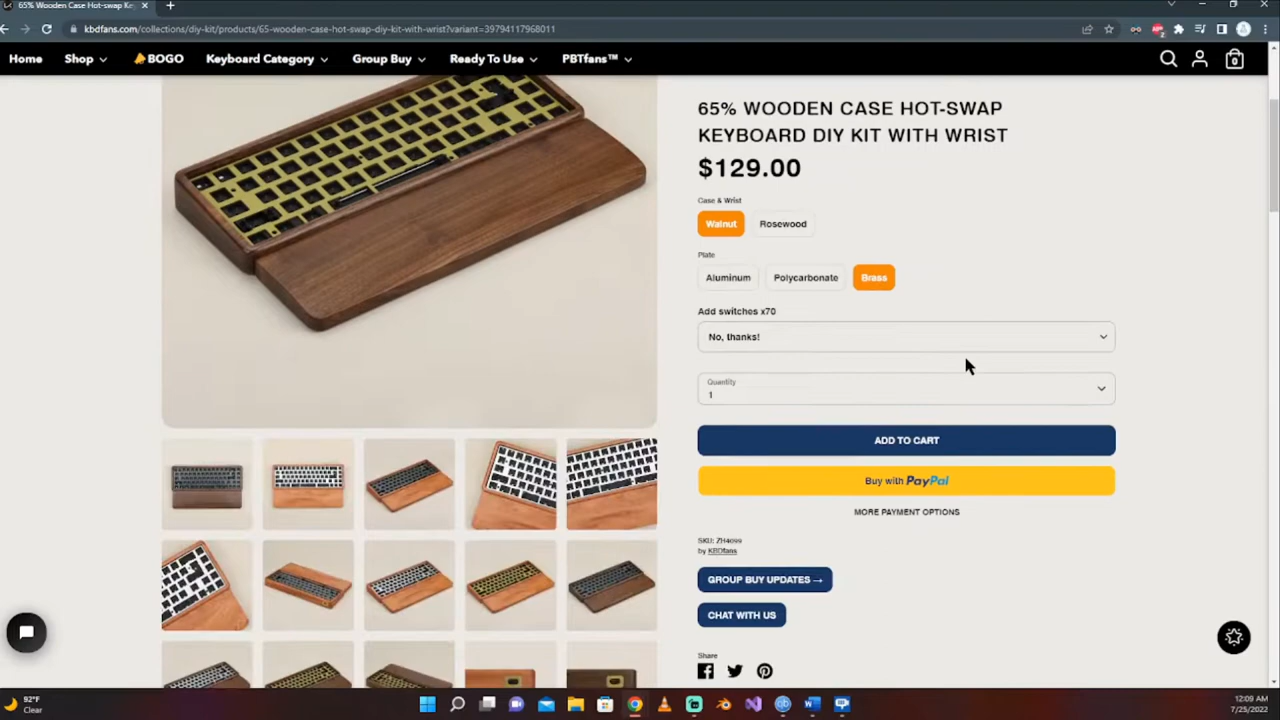 65% Wooden Case Hot-swap Ke
kbdfans.com/collections/diy-kit/products/65-wooden-case-hot-swap-diy-kit-with-wrist?variant=39794117968011
Home
Shop
BOGO
Keyboard Category
Group Buy
Ready To Use
PBTfans™
0
65% WOODEN CASE HOT-SWAP
KEYBOARD DIY KIT WITH WRIST
$129.00
Case & Wrist
Walnut
Rosewood
Plate
Aluminum
Polycarbonate
Brass
Add switches x70
No, thanks!
Quantity
1
ADD TO CART
Buy with PayPal
MORE PAYMENT OPTIONS
SKU: ZH4099
by KBDfans
GROUP BUY UPDATES →
CHAT WITH US
Share
92°F
Clear
12:09 AM
7/25/2022